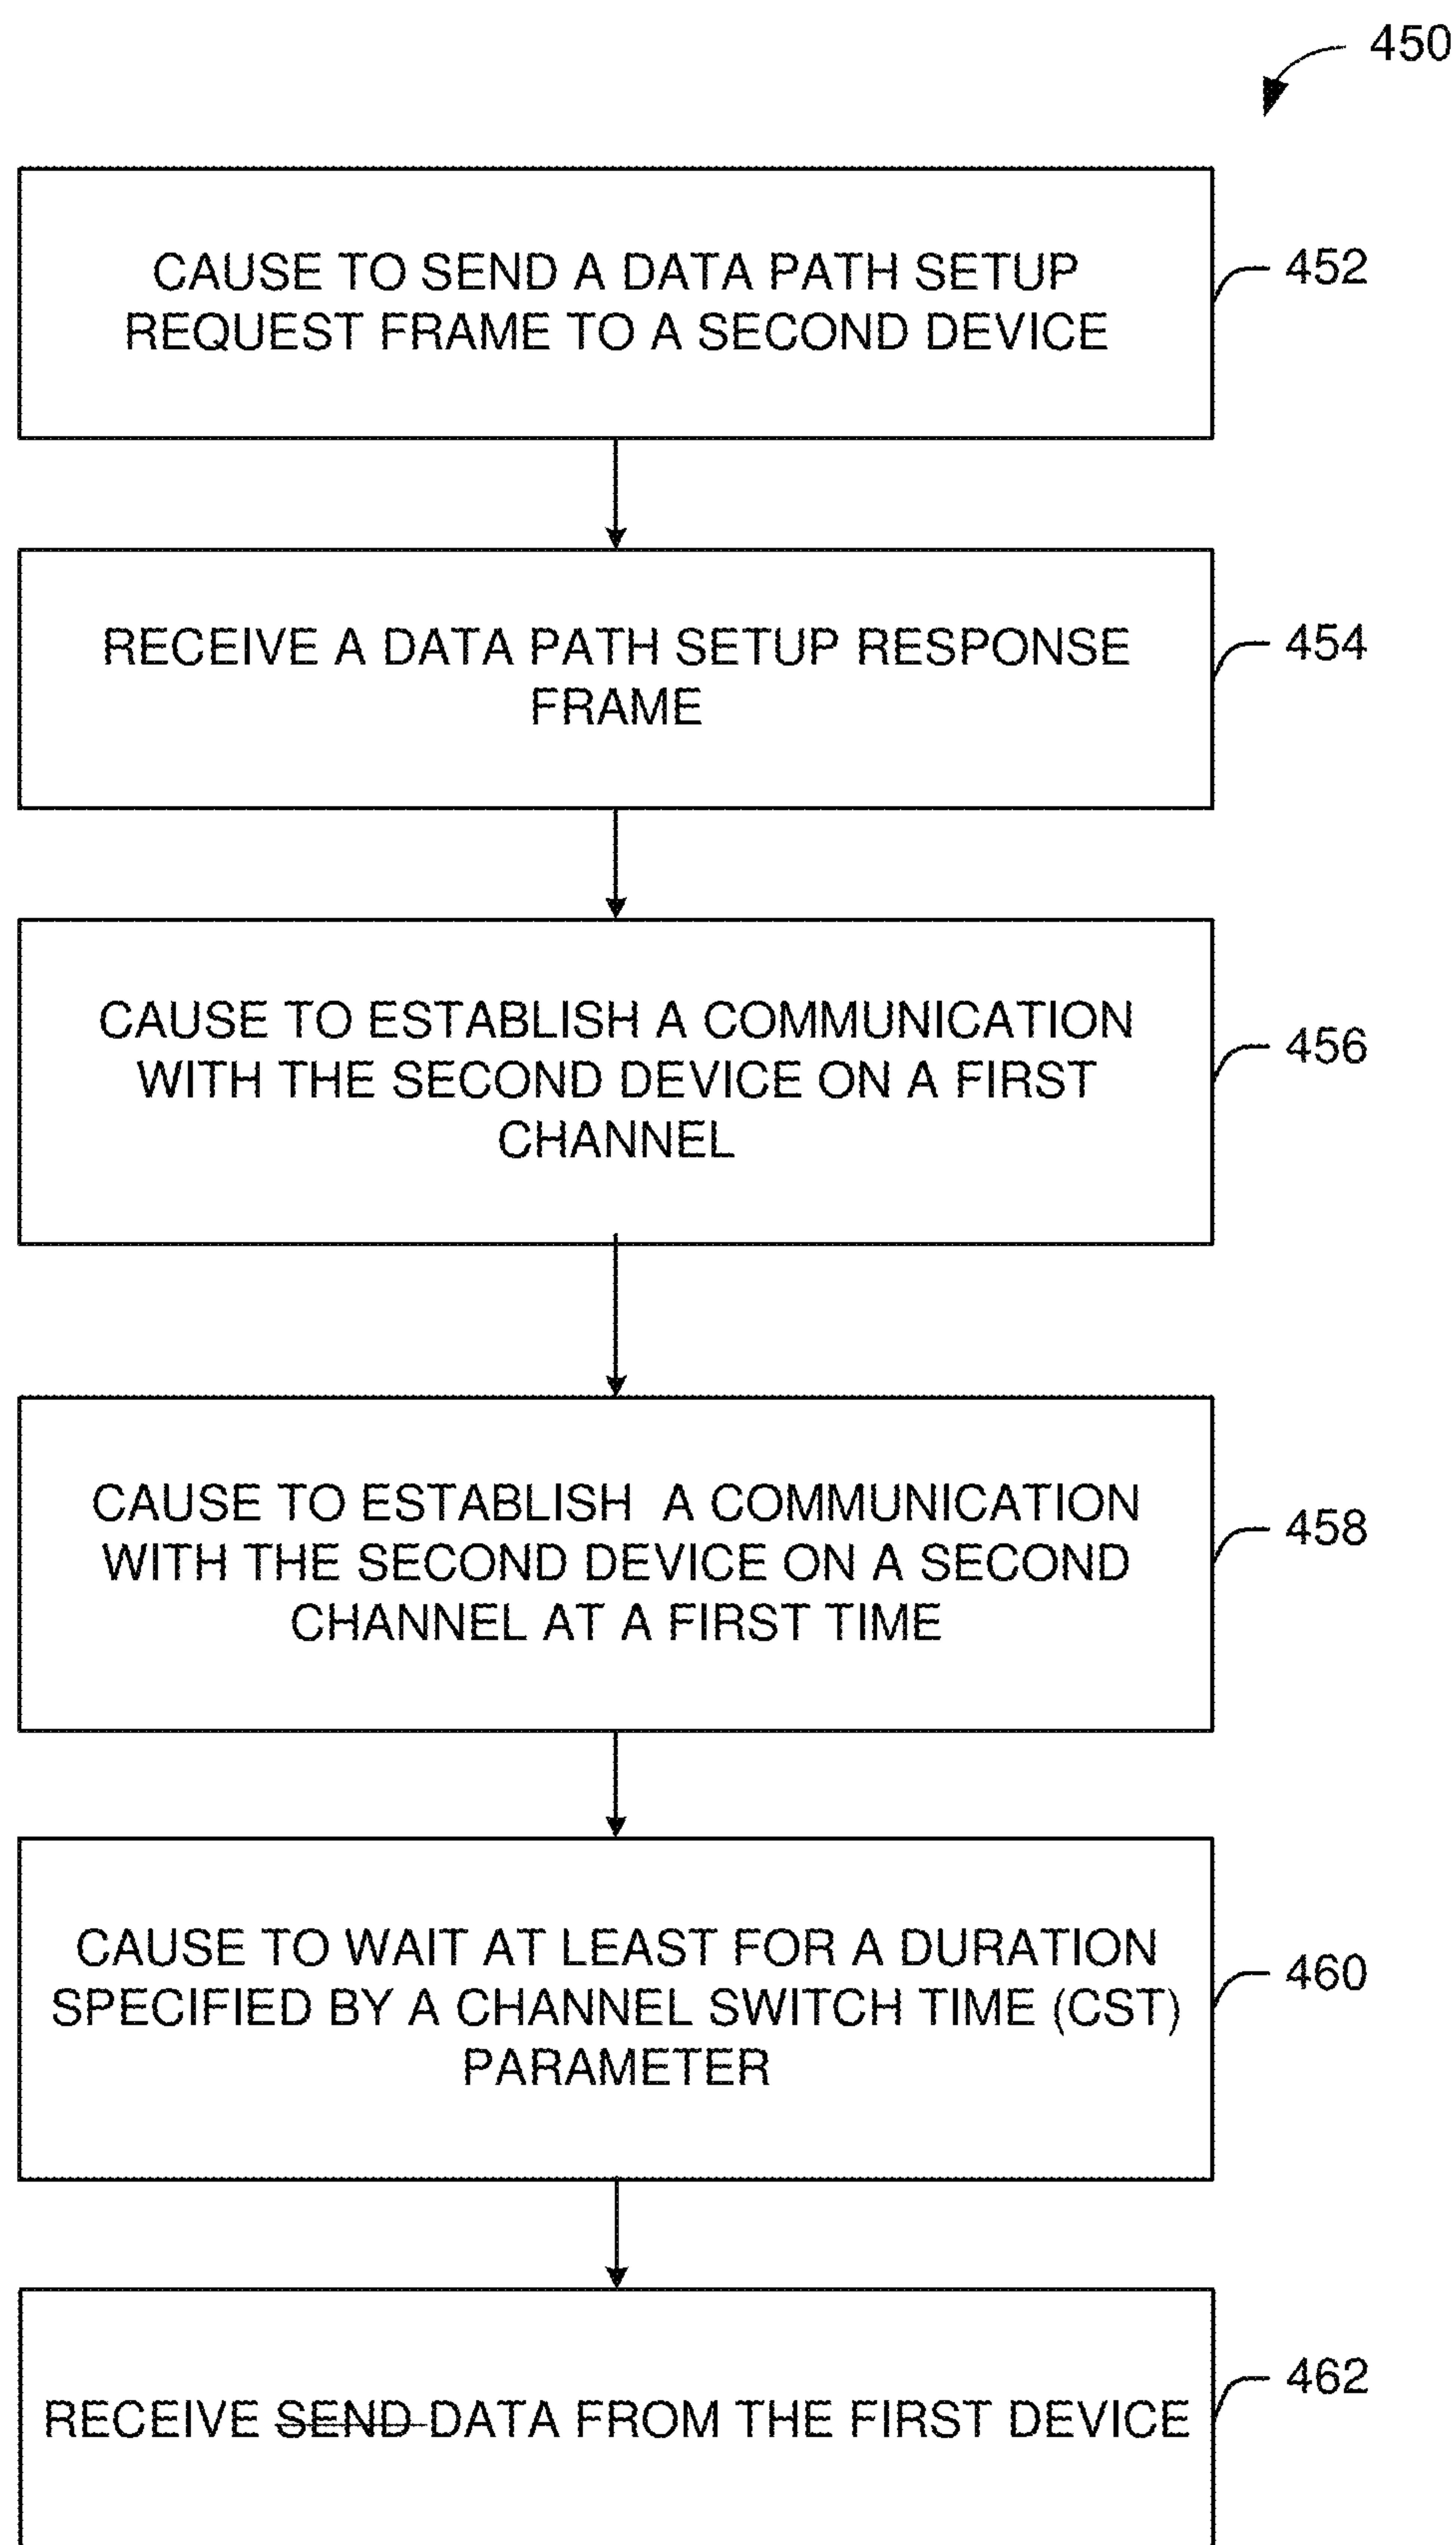 450
CAUSE TO SEND A DATA PATH SETUP
REQUEST FRAME TO A SECOND DEVICE
452
RECEIVE A DATA PATH SETUP RESPONSE
FRAME
454
CAUSE TO ESTABLISH A COMMUNICATION
WITH THE SECOND DEVICE ON A FIRST
CHANNEL
456
CAUSE TO ESTABLISH A COMMUNICATION
WITH THE SECOND DEVICE ON A SECOND
CHANNEL AT A FIRST TIME
458
CAUSE TO WAIT AT LEAST FOR A DURATION
SPECIFIED BY A CHANNEL SWITCH TIME (CST)
PARAMETER
460
RECEIVE SEND DATA FROM THE FIRST DEVICE
462